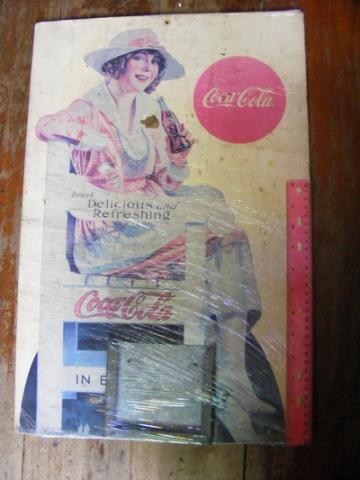 Coca-Cola
Drink
Delicious and
Refreshing
Coca-Cola
IN